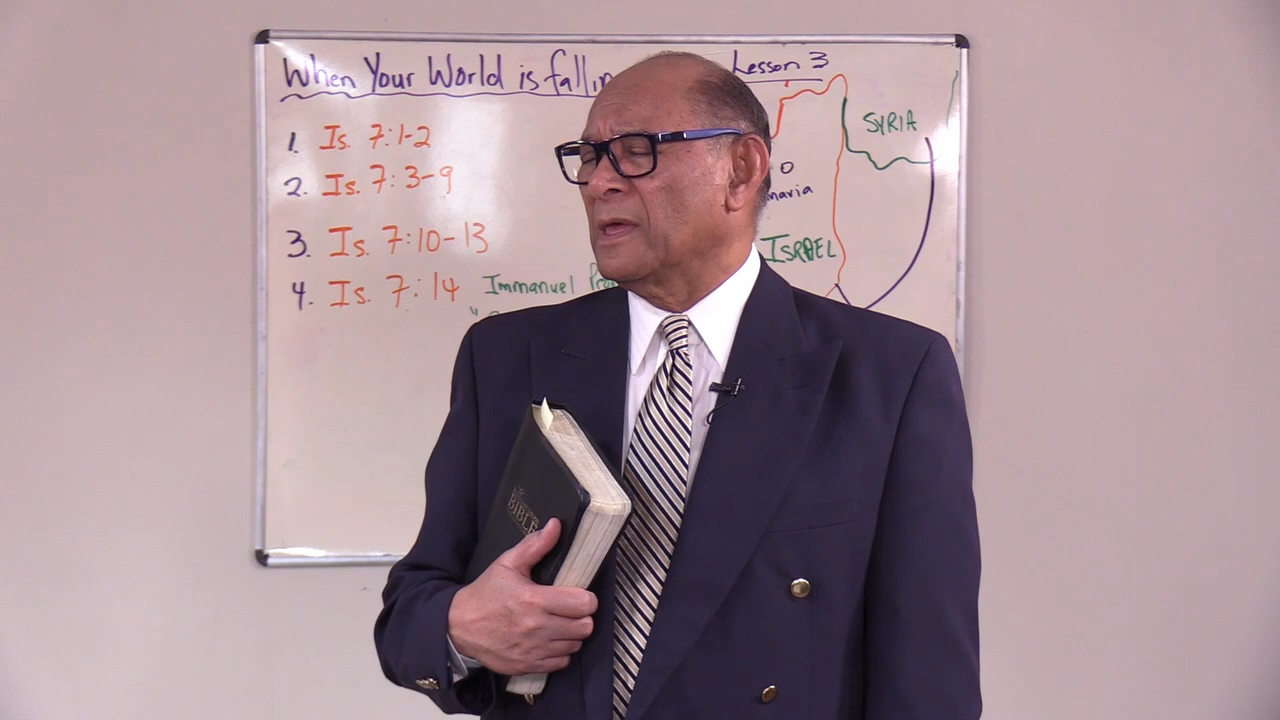 When Your World is fallin Lesson 3
1. Is. 7:1-2
2. Is. 7:3-9
3. Is. 7:10-13
4. Is. 7:14 Immanuel Pro
SYRIA
maria
ISRAEL
BIBLE